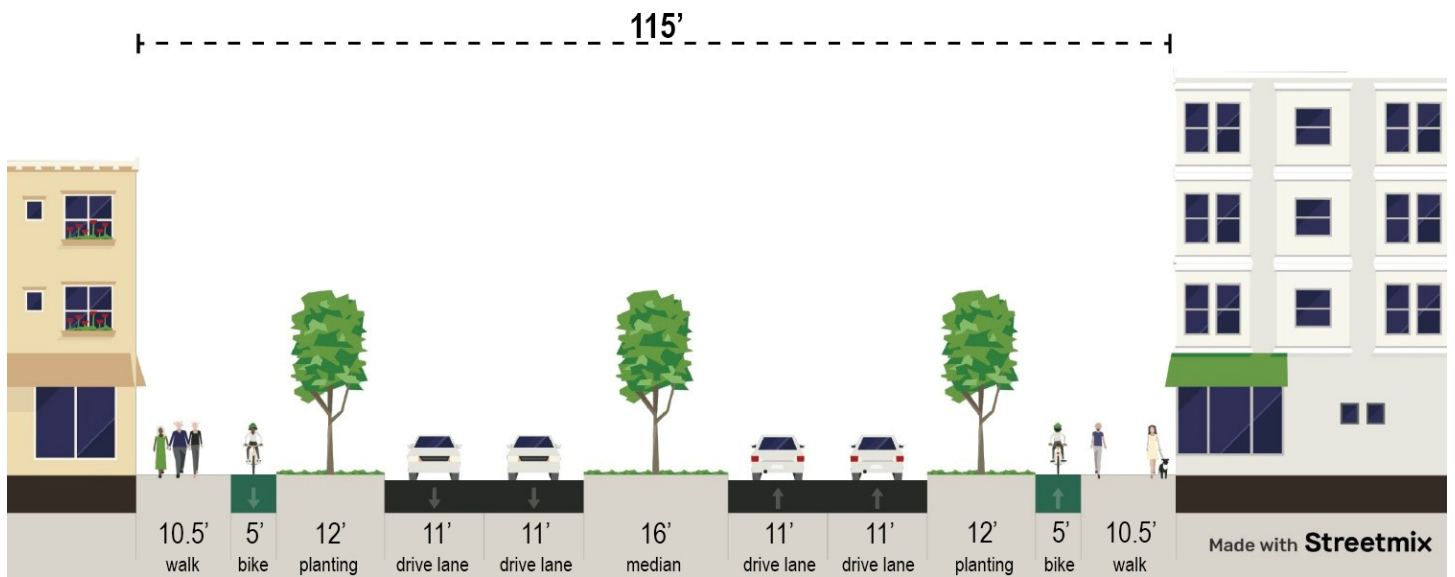 115’
10.5’ 5’ 12’ 11’ 11’ 16’ 11’ 11’ 12’ 5’ 10.5’
walk bike planting drive lane drive lane median drive lane drive lane planting bike walk
Made with Streetmix